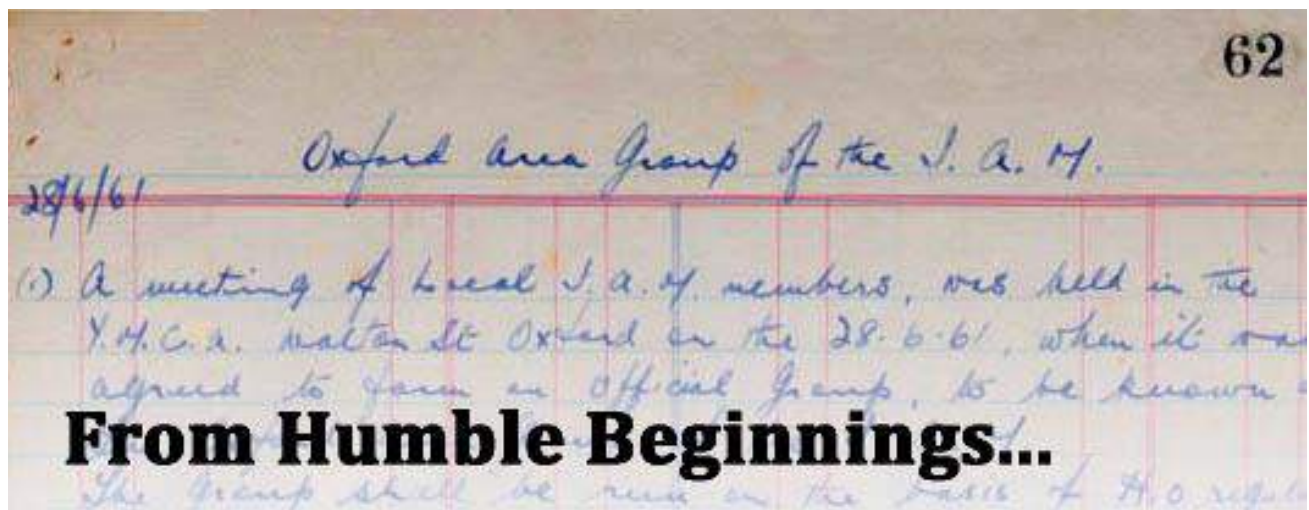 62
Oxford Area Group of the I. A. M.
28/6/61
(1) A meeting of Local I. A. M. members, was held in the
Y.M.C.A. Walton St Oxford on the 28.6.61, when it was
agreed to form an Official Group, to be known
From Humble Beginnings...
The Group shall be run on the basis of H.O